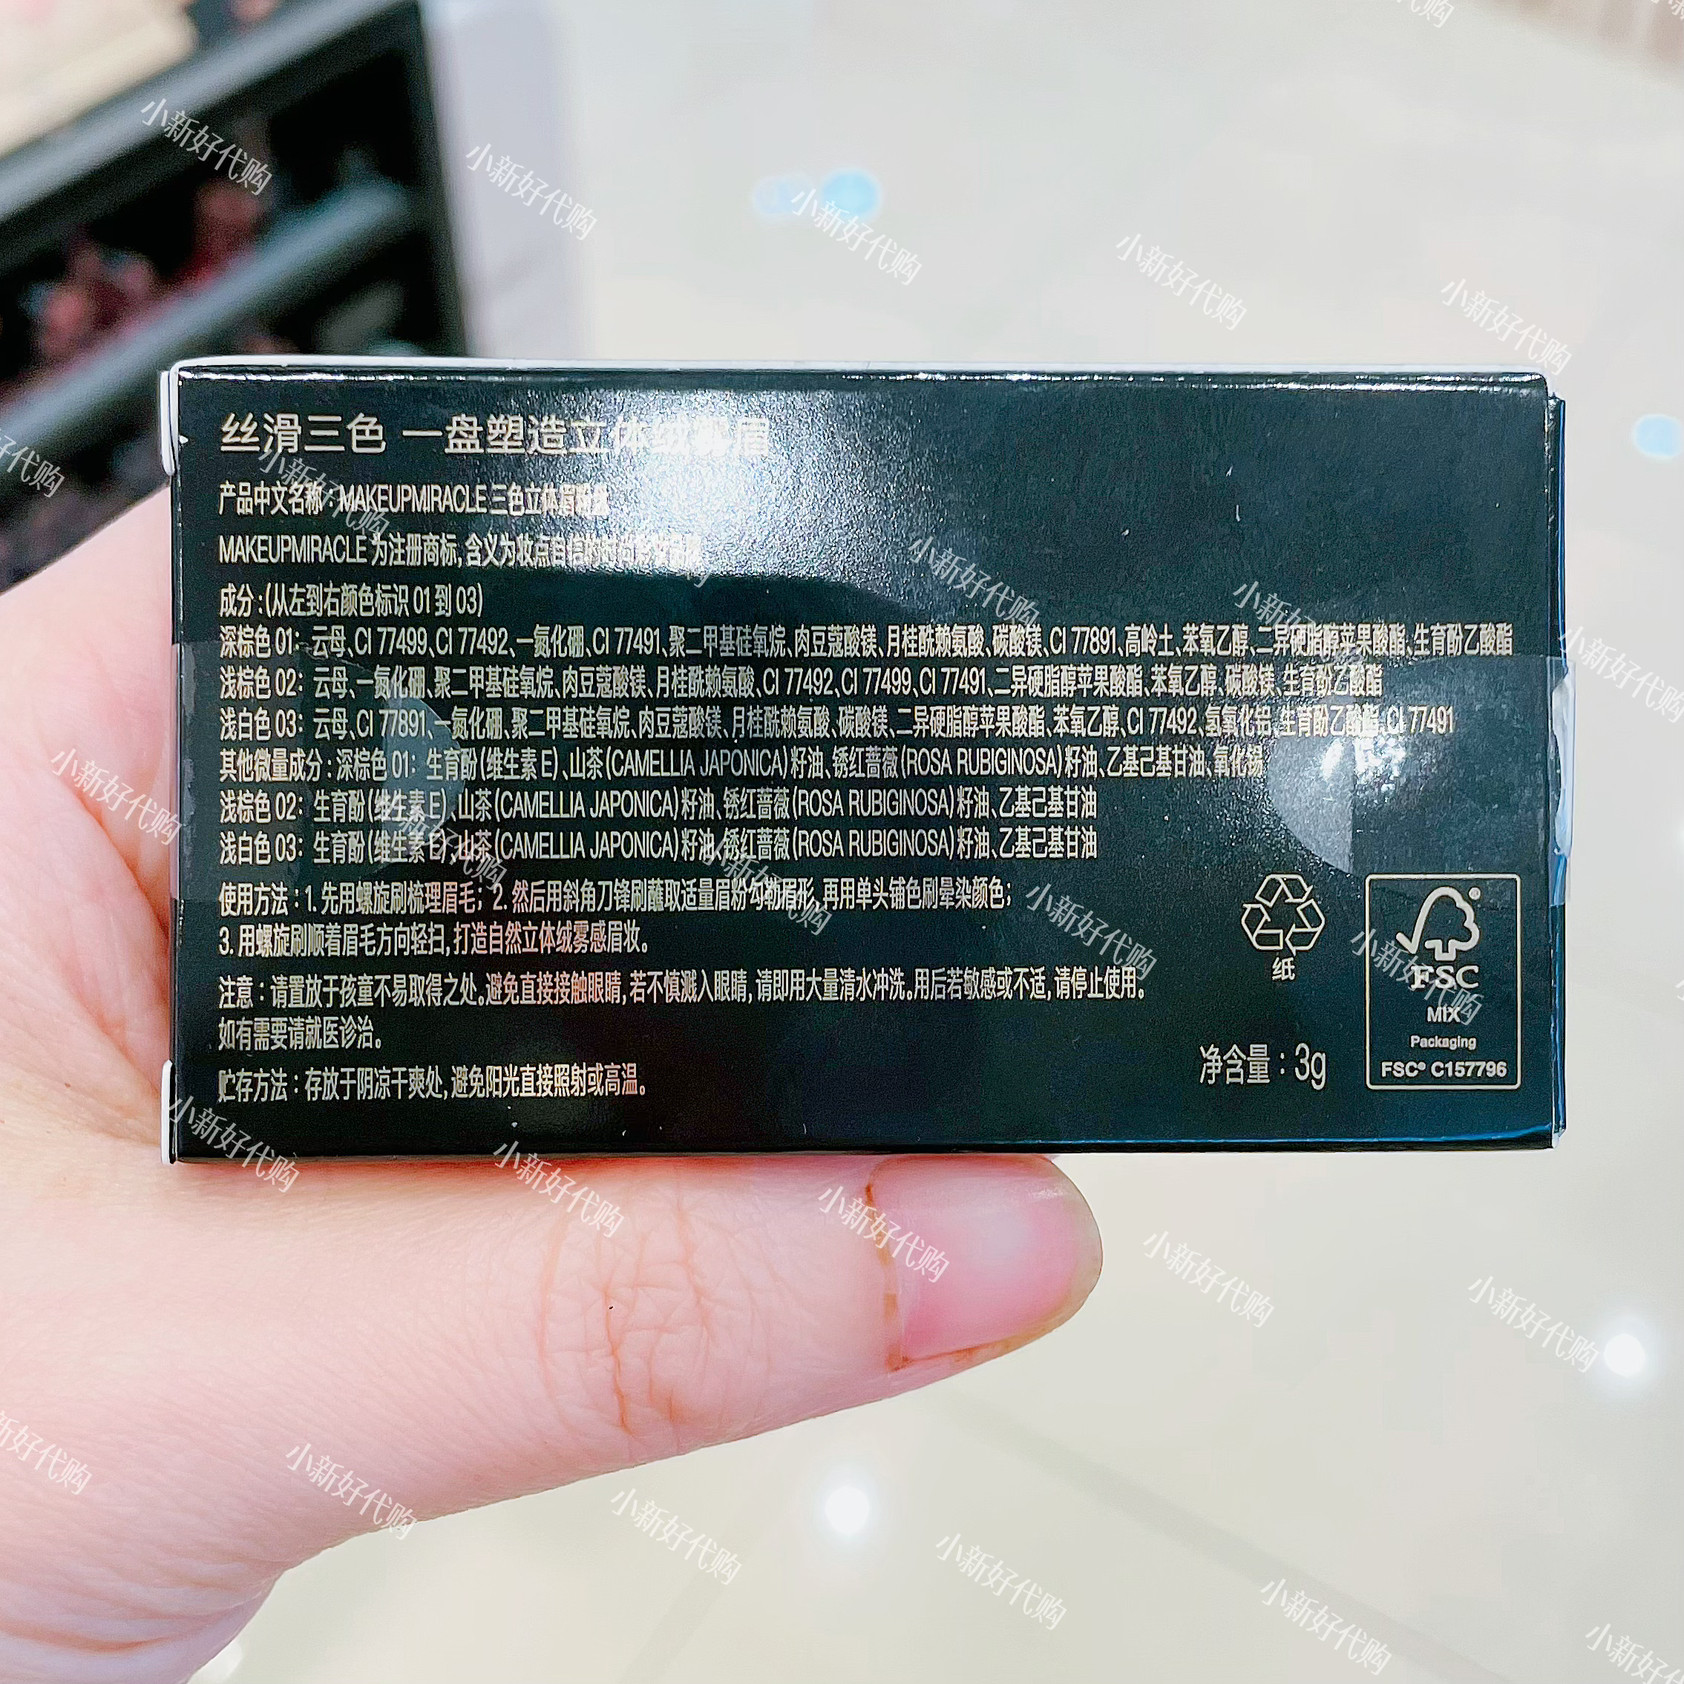 丝滑三色 一盘塑造立体绒雾眉
产品中文名称：MAKEUPMIRACLE 三色立体眉粉盘
MAKEUPMIRACLE 为注册商标,含义为妆点自信的
成分:(从左到右颜色标识 01 到 03)
深棕色 01：云母、CI 77499、CI 77492、一氮化硼、CI 77491、聚二甲基硅氧烷、肉豆蔻酸镁、月桂酰赖氨酸、碳酸镁、CI 77891、高岭土、苯氧乙醇、二异硬脂醇苹果酸酯、生育酚乙酸酯
浅棕色 02：云母、一氮化硼、聚二甲基硅氧烷、肉豆蔻酸镁、月桂酰赖氨酸、CI 77492、CI 77499、CI 77491、二异硬脂醇苹果酸酯、苯氧乙醇、碳酸镁、生育酚乙酸酯
浅白色 03：云母、CI 77891、一氮化硼、聚二甲基硅氧烷、肉豆蔻酸镁、月桂酰赖氨酸、碳酸镁、二异硬脂醇苹果酸酯、苯氧乙醇、CI 77492、氢氧化铝、生育酚乙酸酯、CI 77491
其他微量成分：深棕色 01：生育酚(维生素 E)、山茶(CAMELLIA JAPONICA)籽油、锈红蔷薇(ROSA RUBIGINOSA)籽油、乙基己基甘油、氧化锡
浅棕色 02：生育酚(维生素 E)、山茶(CAMELLIA JAPONICA)籽油、锈红蔷薇(ROSA RUBIGINOSA)籽油、乙基己基甘油
浅白色 03：生育酚(维生素 E)、山茶(CAMELLIA JAPONICA)籽油、锈红蔷薇(ROSA RUBIGINOSA)籽油、乙基己基甘油
使用方法：1. 先用螺旋刷梳理眉毛；2. 然后用斜角刀锋刷蘸取适量眉粉勾勒眉形,再用单头铺色刷晕染颜色；
3. 用螺旋刷顺着眉毛方向轻扫,打造自然立体绒雾感眉妆。
注意：请置放于孩童不易取得之处。避免直接接触眼睛,若不慎溅入眼睛,请即用大量清水冲洗。用后若敏感或不适,请停止使用。
如有需要请就医诊治。
贮存方法：存放于阴凉干爽处,避免阳光直接照射或高温。
净含量：3g
纸
FSC
MIX
Packaging
FSC® C157796
小新好代购